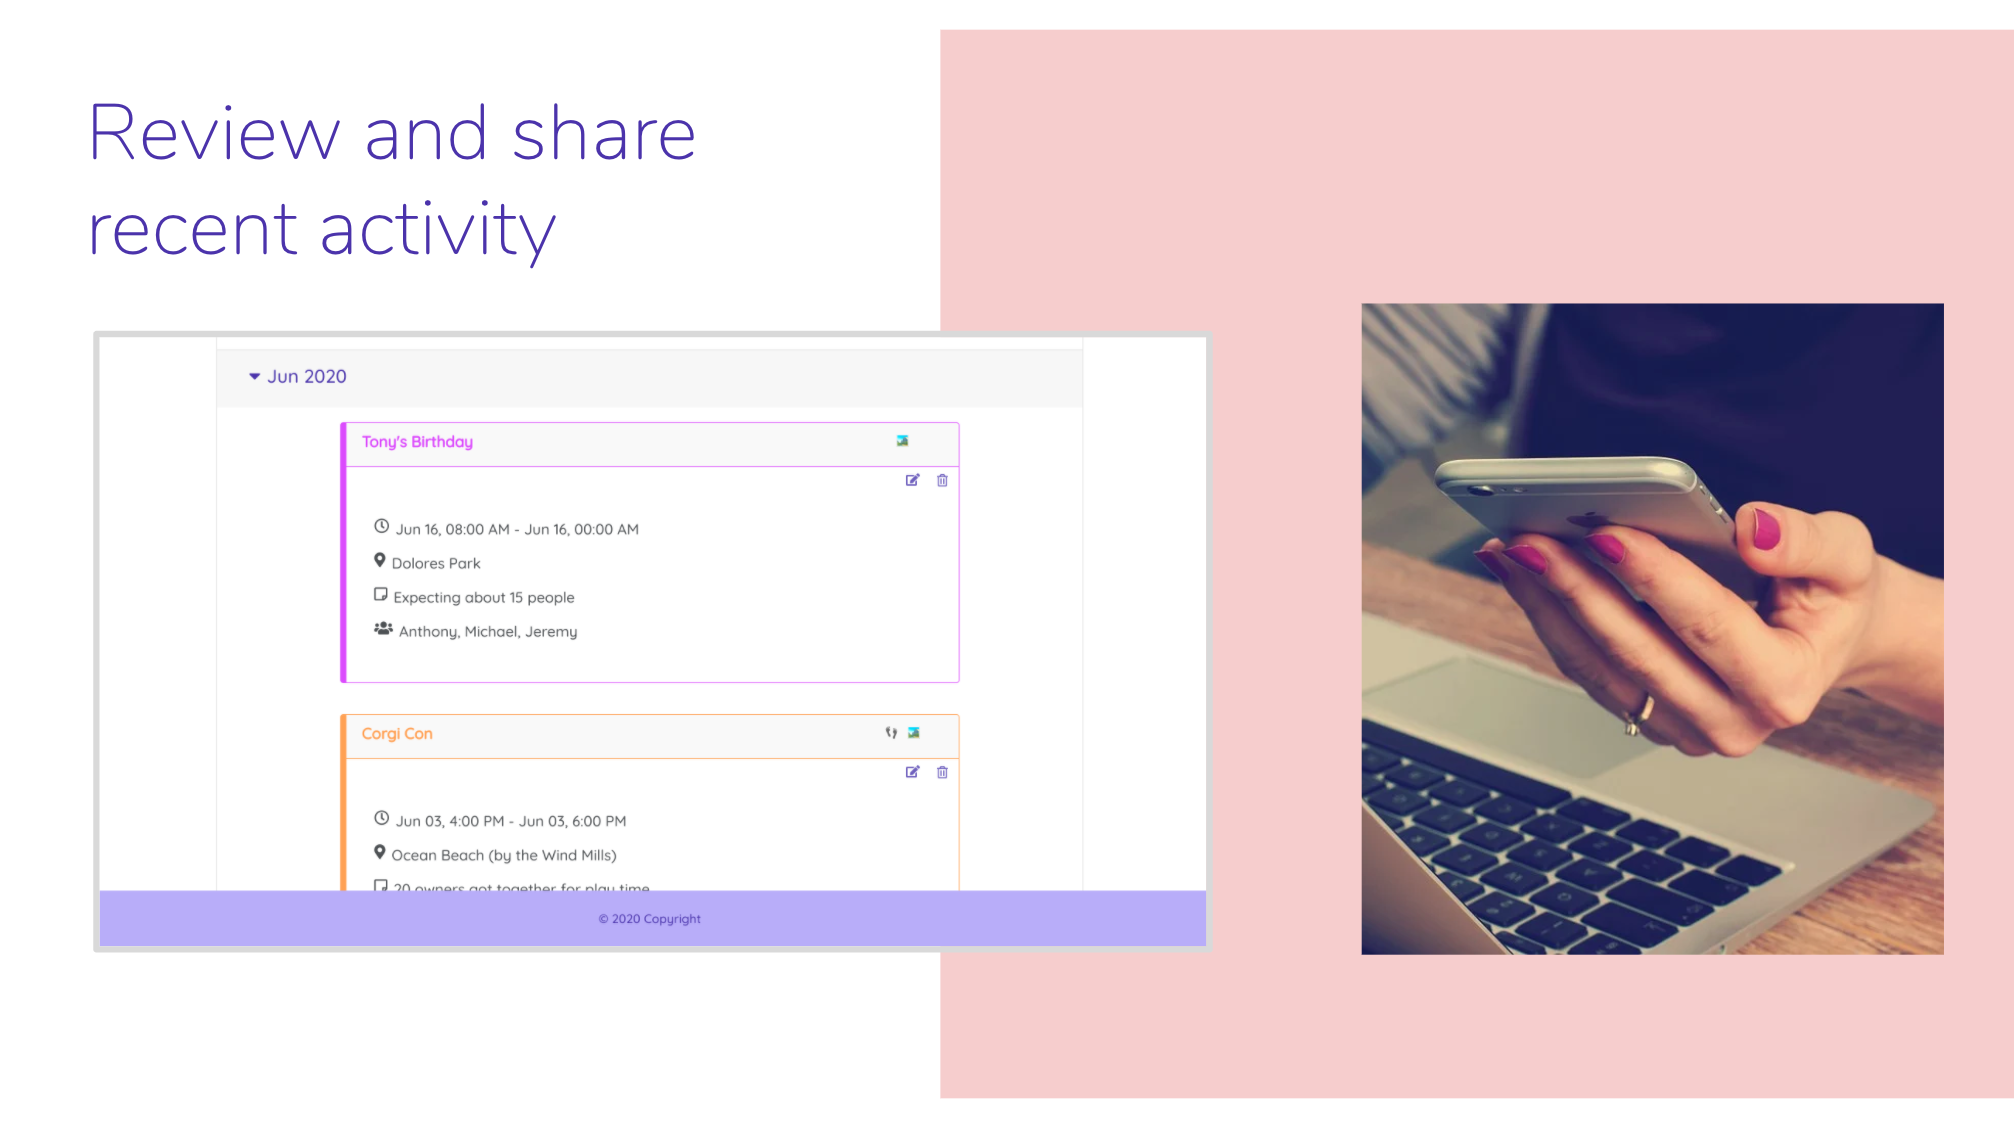 Review and share
recent activity
Jun 2020
Tony's Birthday
Jun 16, 08:00 AM - Jun 16, 00:00 AM
Dolores Park
Expecting about 15 people
Anthony, Michael, Jeremy
Corgi Con
Jun 03, 4:00 PM - Jun 03, 6:00 PM
Ocean Beach (by the Wind Mills)
20 owners got together for play time
© 2020 Copyright